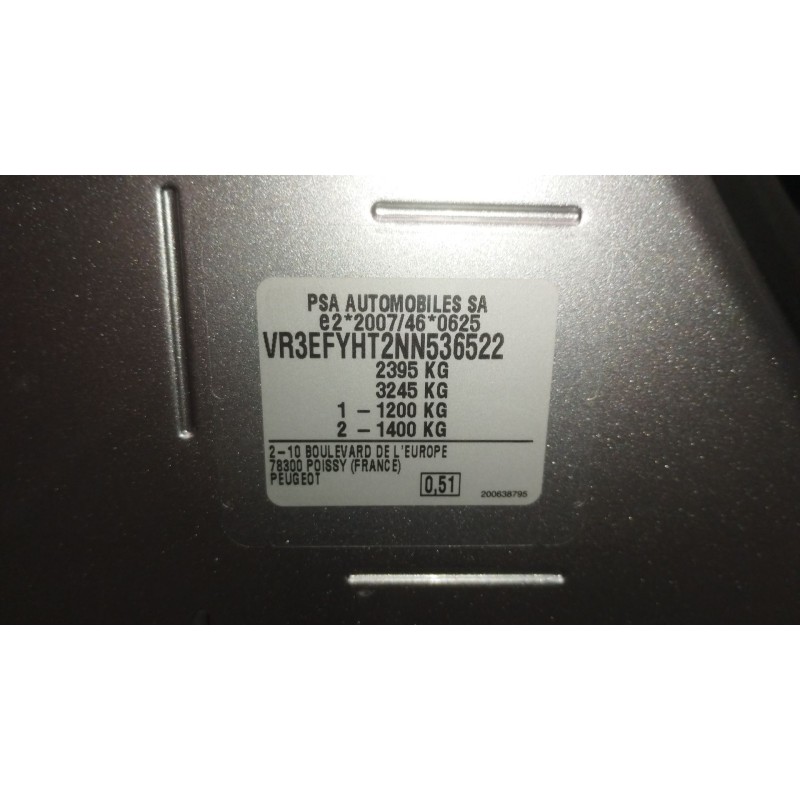 PSA AUTOMOBILES SA
e2*2007/46*0625
VR3EFYHT2NN536522
2395 KG
3245 KG
1 – 1200 KG
2 – 1400 KG
2–10 BOULEVARD DE L'EUROPE
78300 POISSY (FRANCE)
PEUGEOT
0,51
200638795